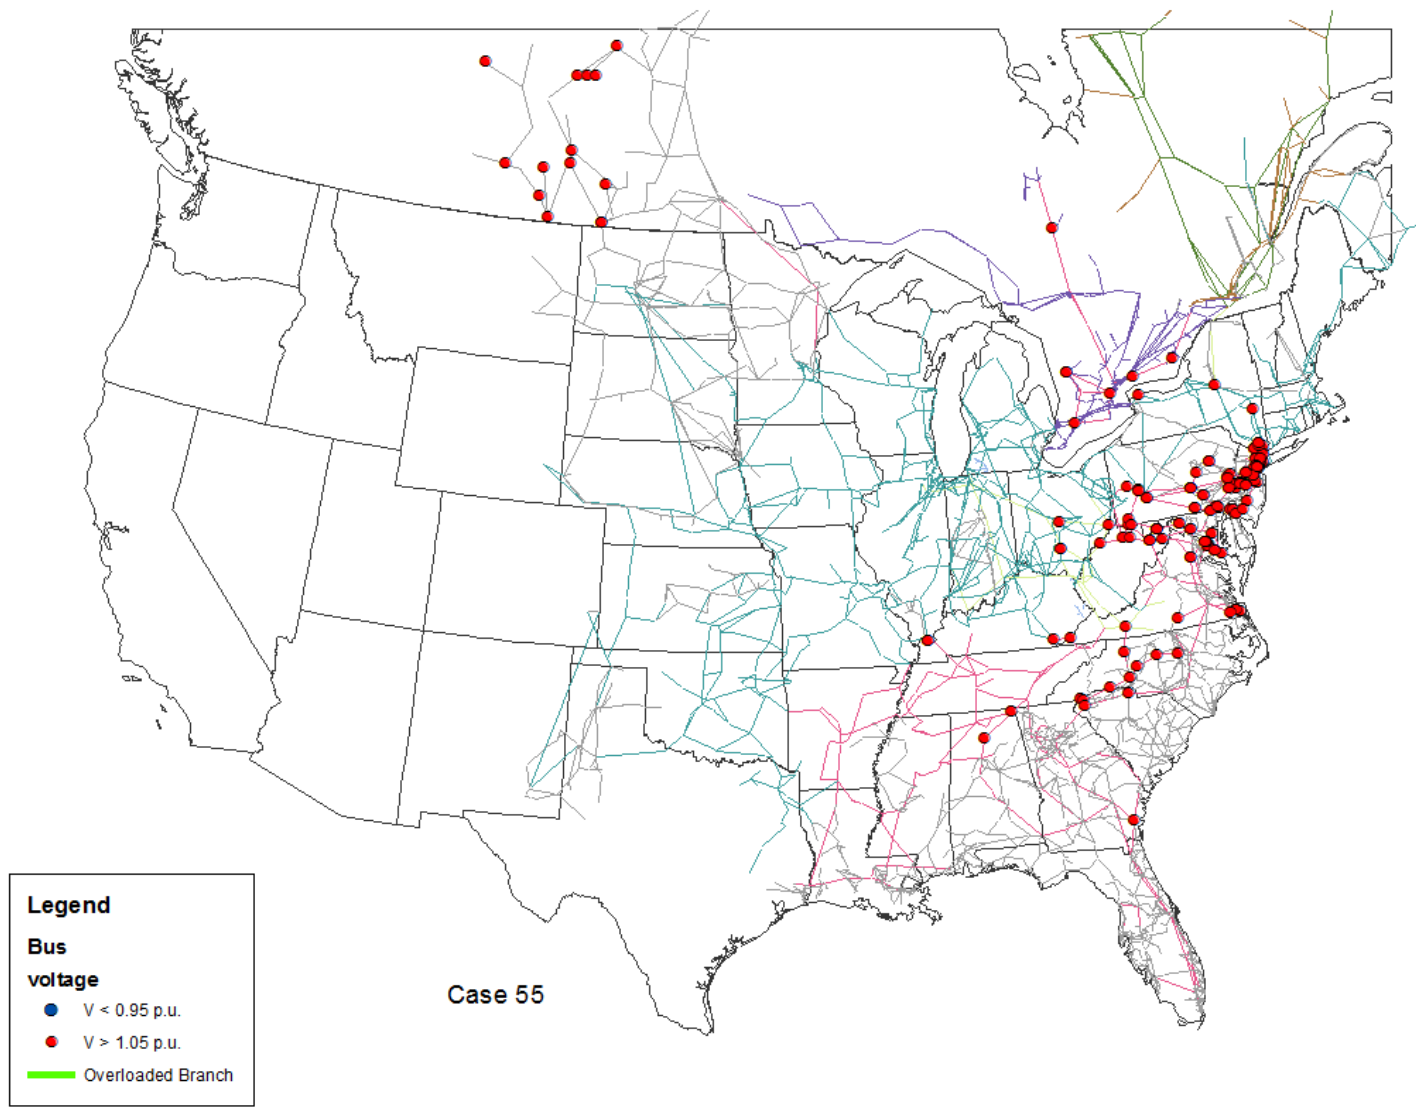 Legend
Bus
voltage
V < 0.95 p.u.
V > 1.05 p.u.
Overloaded Branch
Case 55